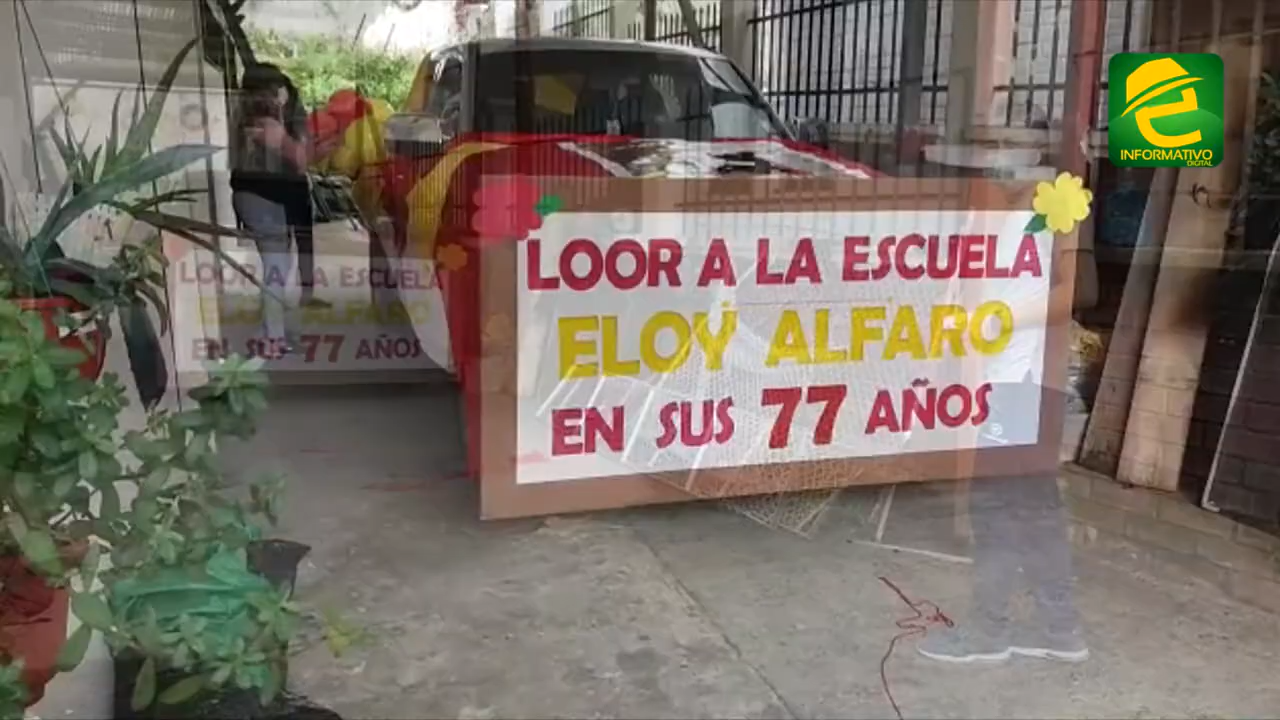 INFORMATIVO
DIGITAL
LOOR A LA ESCUELA
ELOY ALFARO
EN SUS 77 AÑOS
LOOR A LA ESCUELA
ELOY ALFARO
EN SUS 77 AÑOS